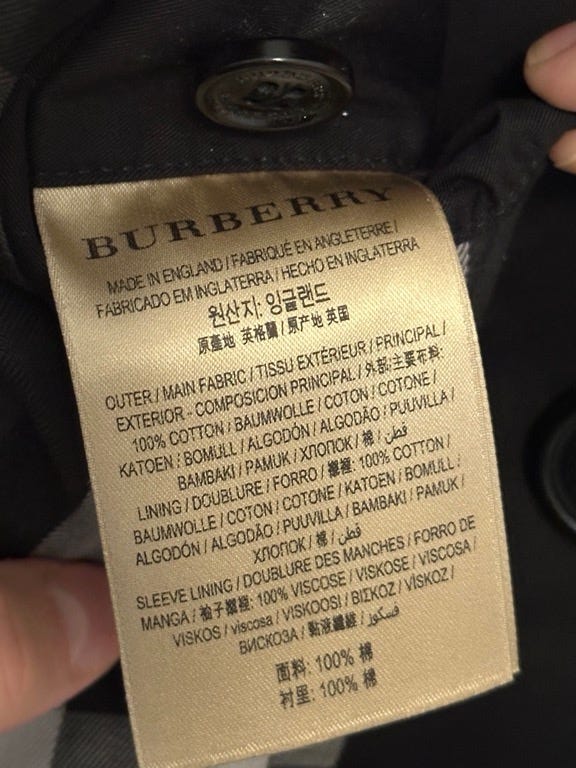 BURBERRY
MADE IN ENGLAND / FABRIQUÉ EN ANGLETERRE /
FABRICADO EM INGLATERRA / HECHO EN INGLATERRA
원산지: 잉글랜드
原產地 英格蘭 / 原产地 英国
OUTER / MAIN FABRIC / TISSU EXTÉRIEUR / PRINCIPAL /
EXTERIOR - COMPOSICION PRINCIPAL / 外部:主要布料:
100% COTTON / BAUMWOLLE / COTON / COTONE /
KATOEN / BOMULL / ALGODÓN / ALGODÃO / PUUVILLA /
BAMBAKI / PAMUK / ХЛОПОК / 棉 / قطن /
LINING / DOUBLURE / FORRO / 襯裡: 100% COTTON /
BAUMWOLLE / COTON / COTONE / KATOEN / BOMULL /
ALGODÓN / ALGODÃO / PUUVILLA / BAMBAKI / PAMUK /
ХЛОПОК / 棉 / قطن /
SLEEVE LINING / DOUBLURE DES MANCHES / FORRO DE
MANGA / 袖子襯裡: 100% VISCOSE / VISKOSE / VISCOSA /
VISKOS / viscosa / VISKOOSI / ΒΙΣΚΟΖ / VİSKOZ /
ВИСКОЗА / 黏液纖維 / فسكوز /
面料: 100% 棉
衬里: 100% 棉